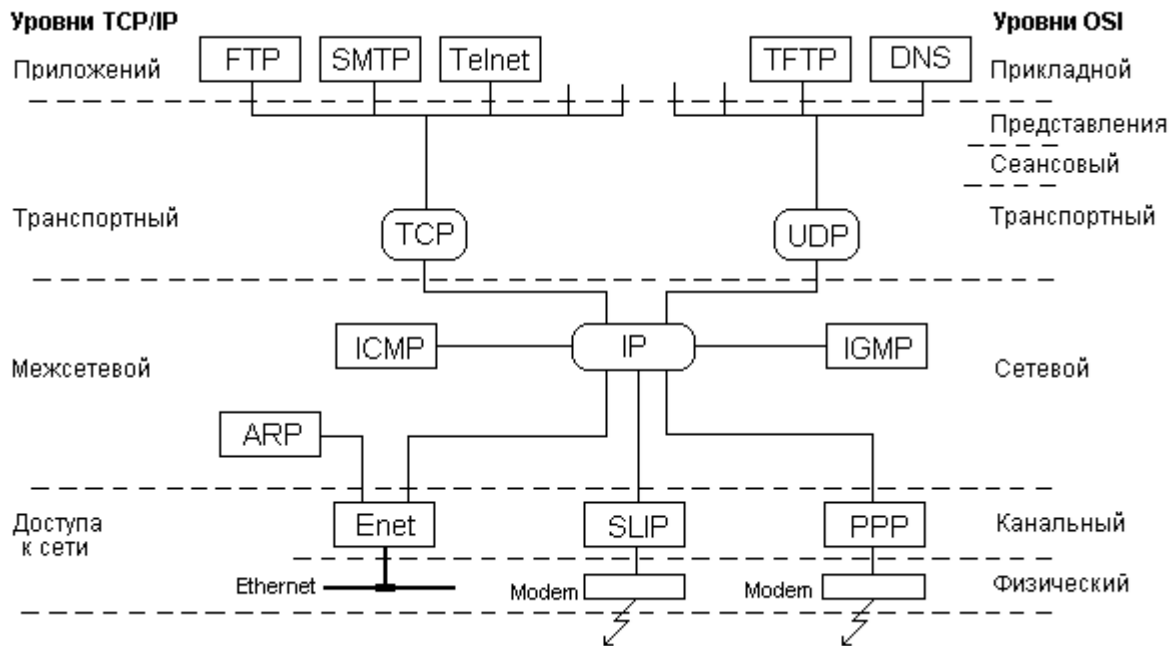 Уровни TCP/IP
Уровни OSI
Приложений
FTP
SMTP
Telnet
TFTP
DNS
Прикладной
Представления
Сеансовый
Транспортный
TCP
UDP
Транспортный
ICMP
IP
IGMP
Межсетевой
Сетевой
ARP
Доступа
к сети
Enet
SLIP
PPP
Канальный
Ethernet
Modem
Modem
Физический